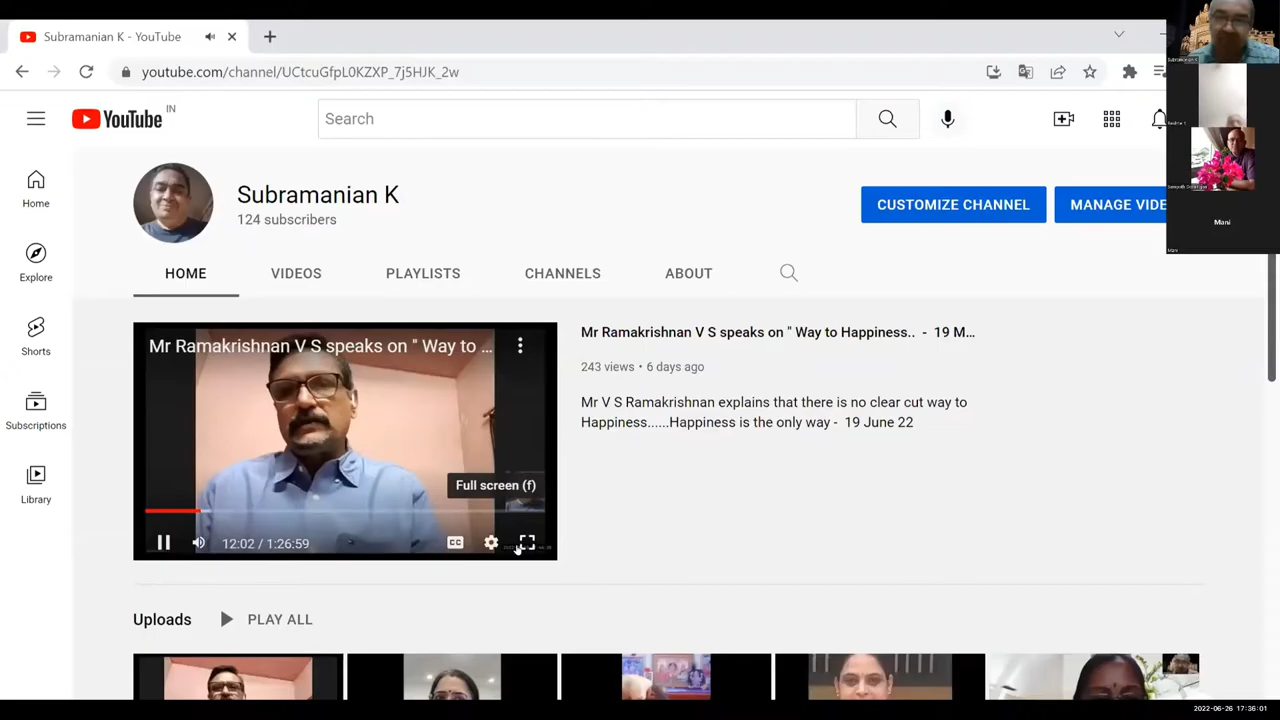 Subramanian K - YouTube
youtube.com/channel/UCtcuGfpL0KZXP_7j5HJK_2w
YouTube IN
Search
Home
Explore
Shorts
Subscriptions
Library
Subramanian K
124 subscribers
CUSTOMIZE CHANNEL
MANAGE VIDE
HOME
VIDEOS
PLAYLISTS
CHANNELS
ABOUT
Mr Ramakrishnan V S speaks on " Way to ...
Full screen (f)
12:02 / 1:26:59
CC
Mr Ramakrishnan V S speaks on " Way to Happiness.. - 19 M...
243 views • 6 days ago
Mr V S Ramakrishnan explains that there is no clear cut way to
Happiness......Happiness is the only way - 19 June 22
Uploads
PLAY ALL
Subramanian K
Mani
Mani
2022-06-26 17:36:01